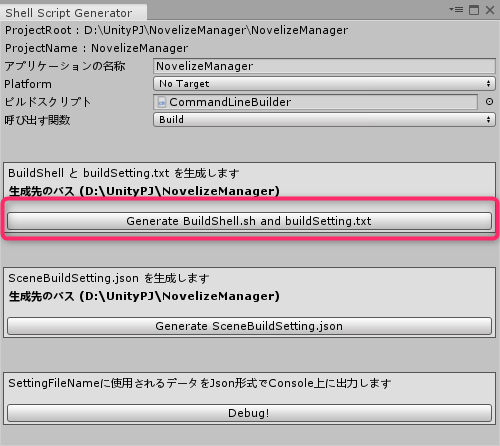 Shell Script Generator
ProjectRoot : D:\UnityPJ\NovelizeManager\NovelizeManager
ProjectName : NovelizeManager
アプリケーションの名称 NovelizeManager
Platform No Target
ビルドスクリプト CommandLineBuilder
呼び出す関数 Build
BuildShell と buildSetting.txt を生成します
生成先のパス (D:\UnityPJ\NovelizeManager)
Generate BuildShell.sh and buildSetting.txt
SceneBuildSetting.json を生成します
生成先のパス (D:\UnityPJ\NovelizeManager)
Generate SceneBuildSetting.json
SettingFileNameに使用されるデータをJson形式でConsole上に出力します
Debug!